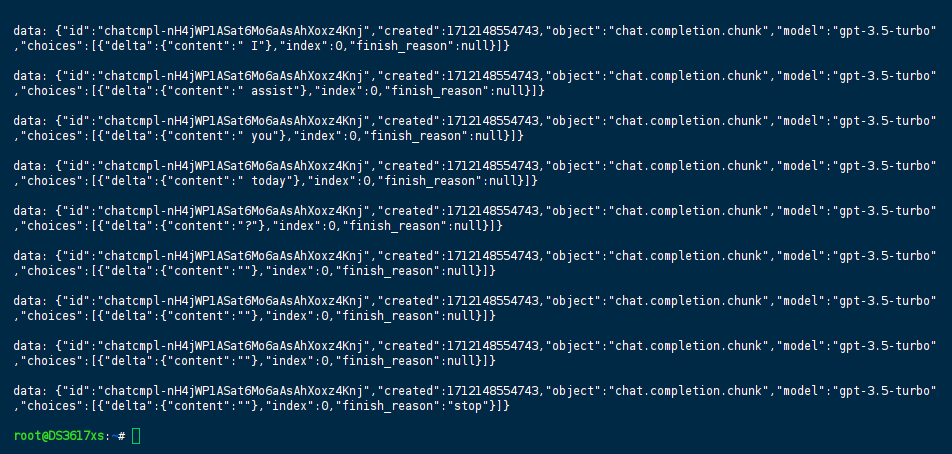 data: {"id":"chatcmpl-nH4jWPlASat6Mo6aAsAhXoxz4Knj","created":1712148554743,"object":"chat.completion.chunk","model":"gpt-3.5-turbo"
,"choices":[{"delta":{"content":" I"},"index":0,"finish_reason":null}]}
data: {"id":"chatcmpl-nH4jWPlASat6Mo6aAsAhXoxz4Knj","created":1712148554743,"object":"chat.completion.chunk","model":"gpt-3.5-turbo"
,"choices":[{"delta":{"content":" assist"},"index":0,"finish_reason":null}]}
data: {"id":"chatcmpl-nH4jWPlASat6Mo6aAsAhXoxz4Knj","created":1712148554743,"object":"chat.completion.chunk","model":"gpt-3.5-turbo"
,"choices":[{"delta":{"content":" you"},"index":0,"finish_reason":null}]}
data: {"id":"chatcmpl-nH4jWPlASat6Mo6aAsAhXoxz4Knj","created":1712148554743,"object":"chat.completion.chunk","model":"gpt-3.5-turbo"
,"choices":[{"delta":{"content":" today"},"index":0,"finish_reason":null}]}
data: {"id":"chatcmpl-nH4jWPlASat6Mo6aAsAhXoxz4Knj","created":1712148554743,"object":"chat.completion.chunk","model":"gpt-3.5-turbo"
,"choices":[{"delta":{"content":"?"},"index":0,"finish_reason":null}]}
data: {"id":"chatcmpl-nH4jWPlASat6Mo6aAsAhXoxz4Knj","created":1712148554743,"object":"chat.completion.chunk","model":"gpt-3.5-turbo"
,"choices":[{"delta":{"content":""},"index":0,"finish_reason":null}]}
data: {"id":"chatcmpl-nH4jWPlASat6Mo6aAsAhXoxz4Knj","created":1712148554743,"object":"chat.completion.chunk","model":"gpt-3.5-turbo"
,"choices":[{"delta":{"content":""},"index":0,"finish_reason":null}]}
data: {"id":"chatcmpl-nH4jWPlASat6Mo6aAsAhXoxz4Knj","created":1712148554743,"object":"chat.completion.chunk","model":"gpt-3.5-turbo"
,"choices":[{"delta":{"content":""},"index":0,"finish_reason":null}]}
data: {"id":"chatcmpl-nH4jWPlASat6Mo6aAsAhXoxz4Knj","created":1712148554743,"object":"chat.completion.chunk","model":"gpt-3.5-turbo"
,"choices":[{"delta":{"content":""},"index":0,"finish_reason":"stop"}]}
root@DS3617xs:~#